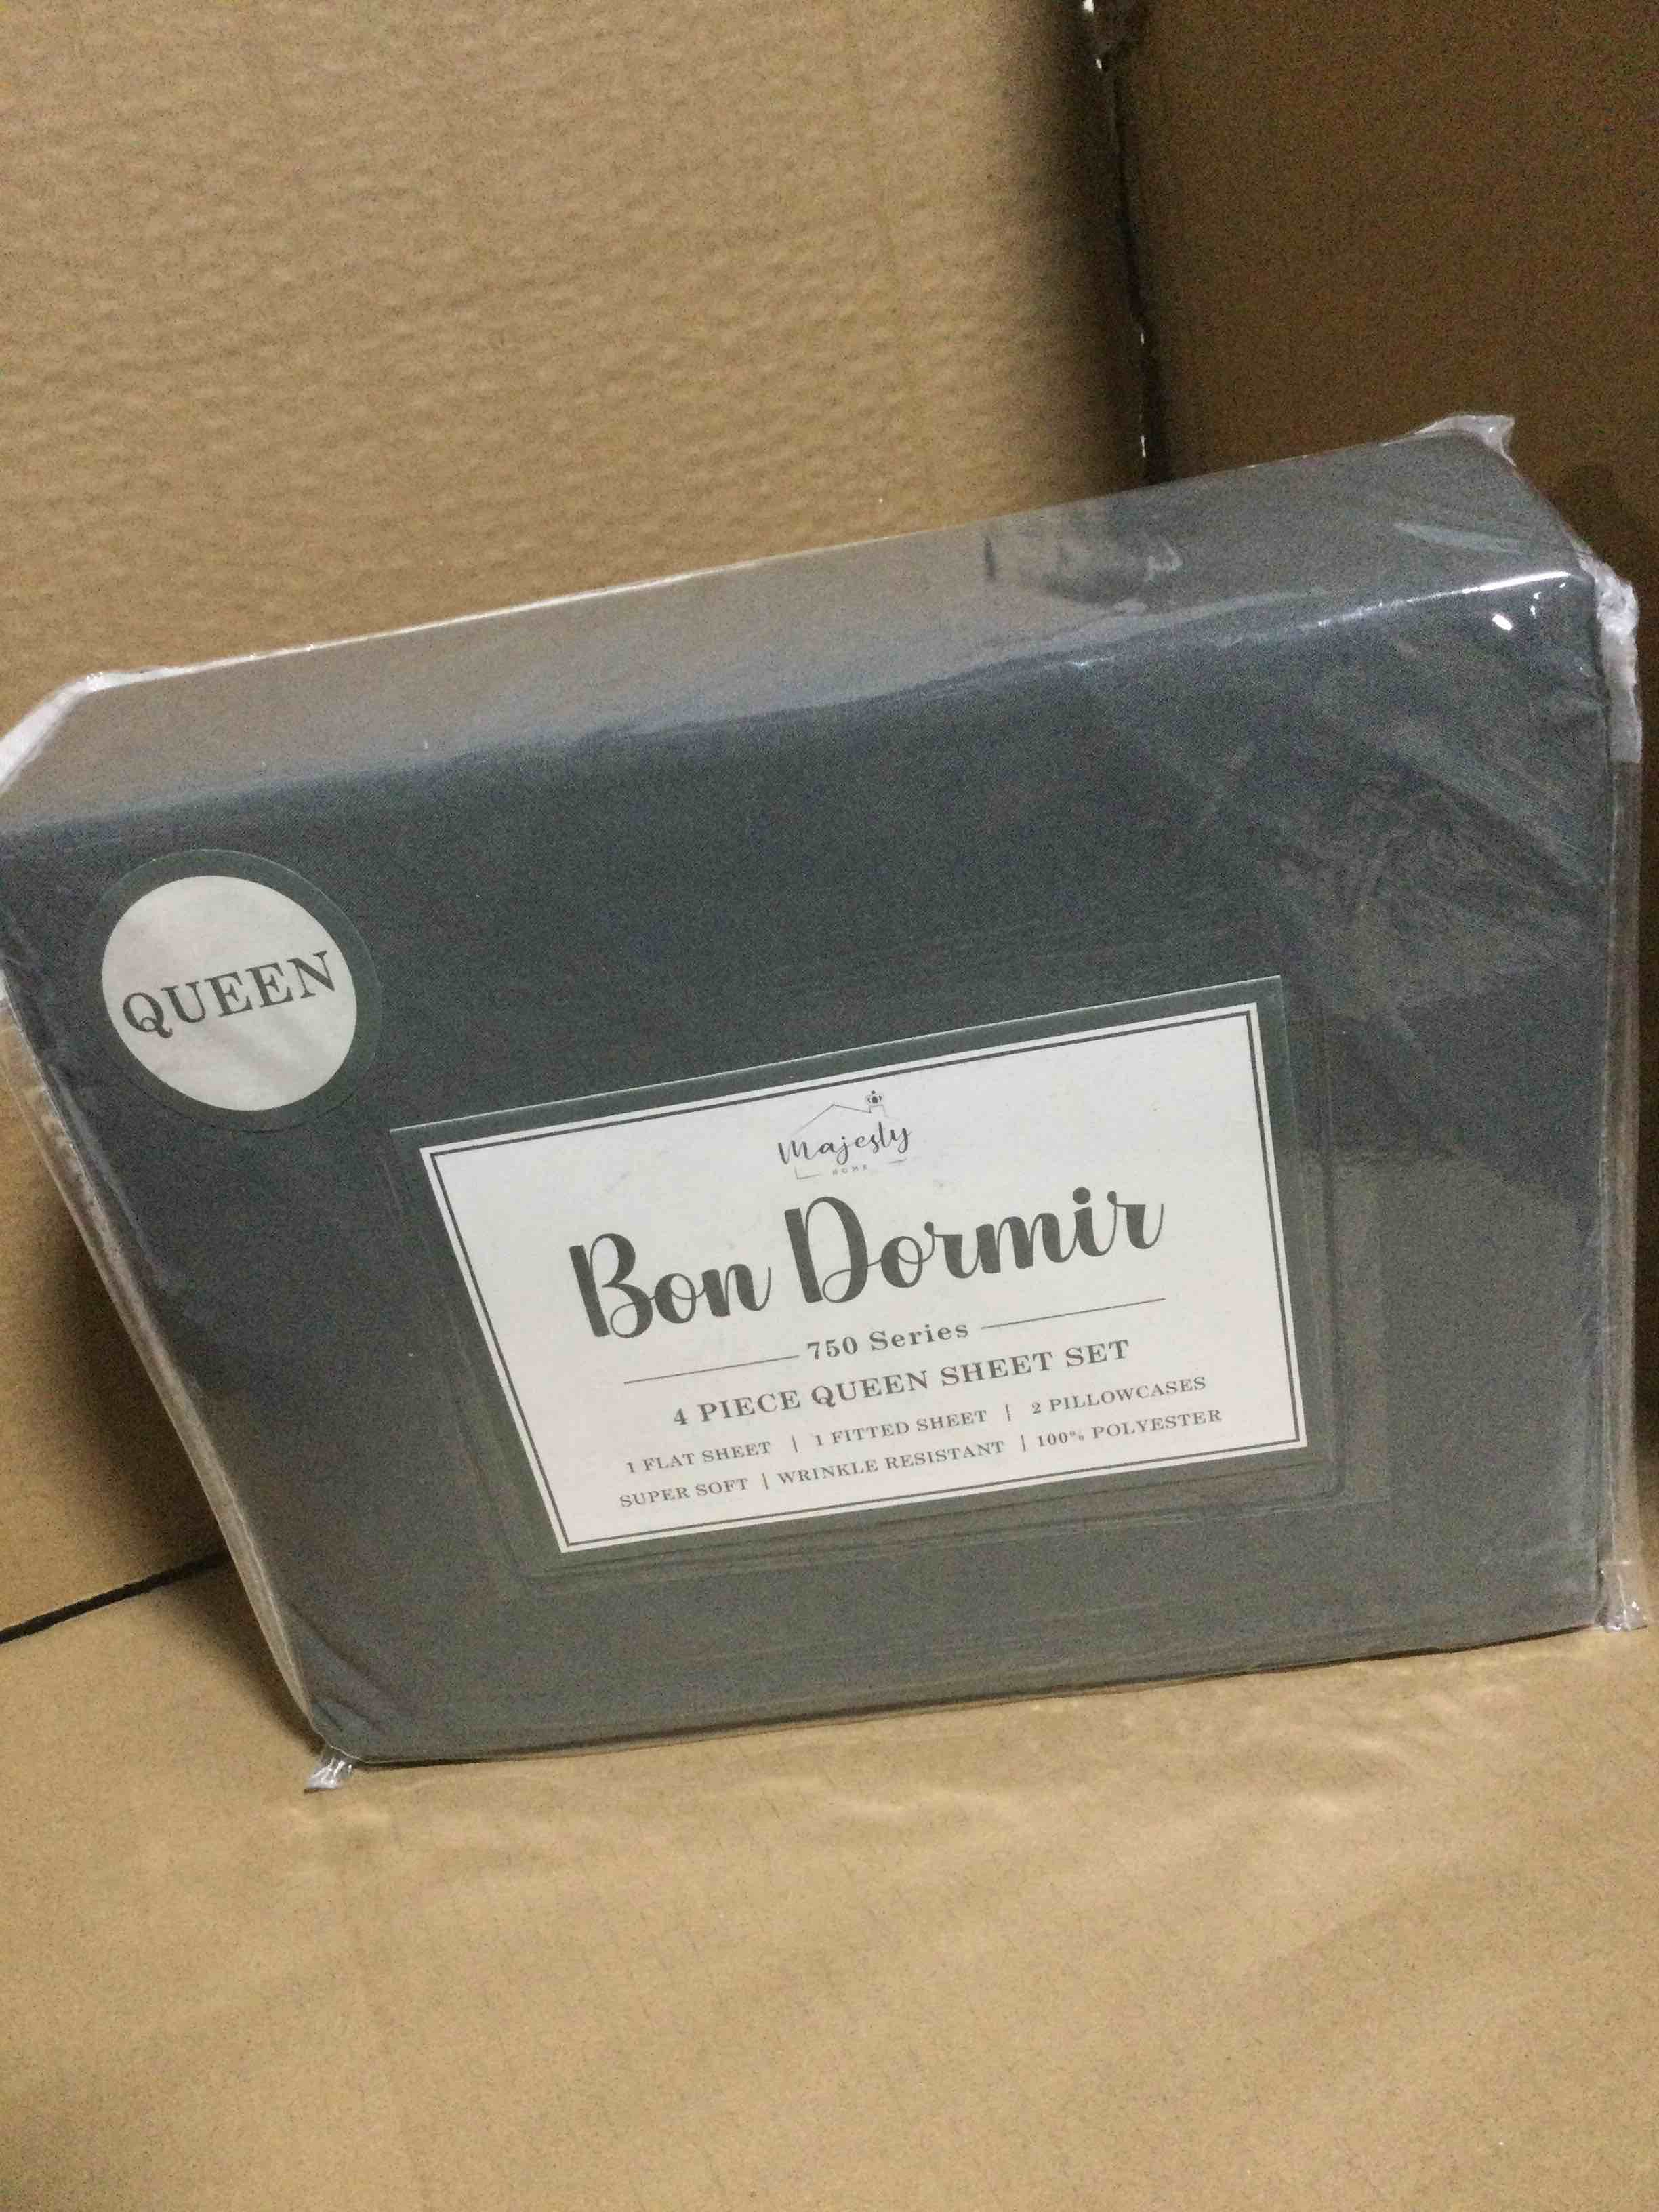 QUEEN
Majesty
HOME
Bon Dormir
750 Series
4 PIECE QUEEN SHEET SET
1 FLAT SHEET | 1 FITTED SHEET | 2 PILLOWCASES
SUPER SOFT | WRINKLE RESISTANT | 100% POLYESTER